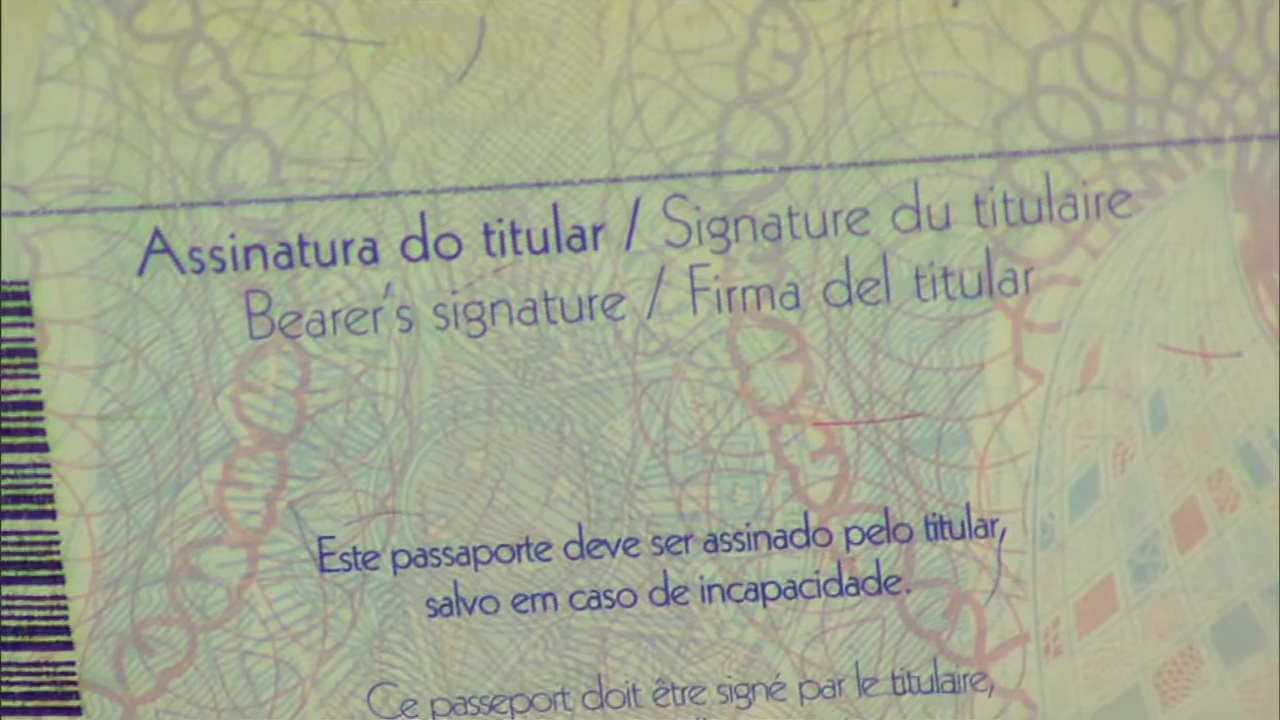 Assinatura do titular / Signature du titulaire
Bearer's signature / Firma del titular
Este passaporte deve ser assinado pelo titular,
salvo em caso de incapacidade.
Ce passeport doit être signé par le titulaire,